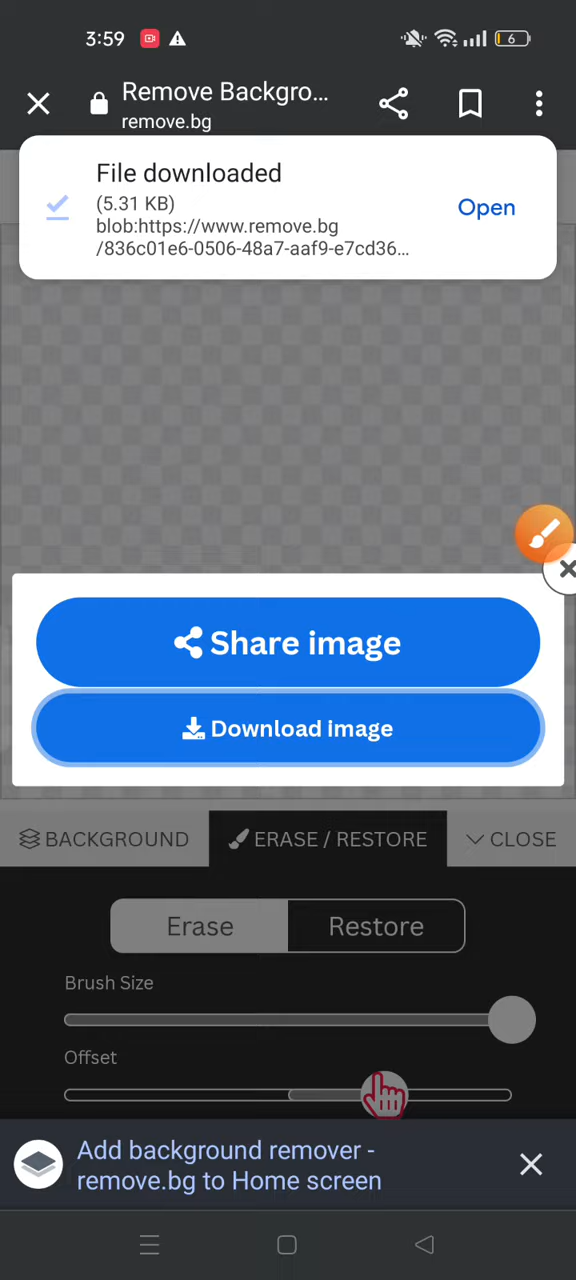 3:59
6
Remove Backgro...
remove.bg
File downloaded
(5.31 KB)
blob:https://www.remove.bg
/836c01e6-0506-48a7-aaf9-e7cd36...
Open
Share image
Download image
BACKGROUND
ERASE / RESTORE
CLOSE
Erase
Restore
Brush Size
Offset
Add background remover -
remove.bg to Home screen